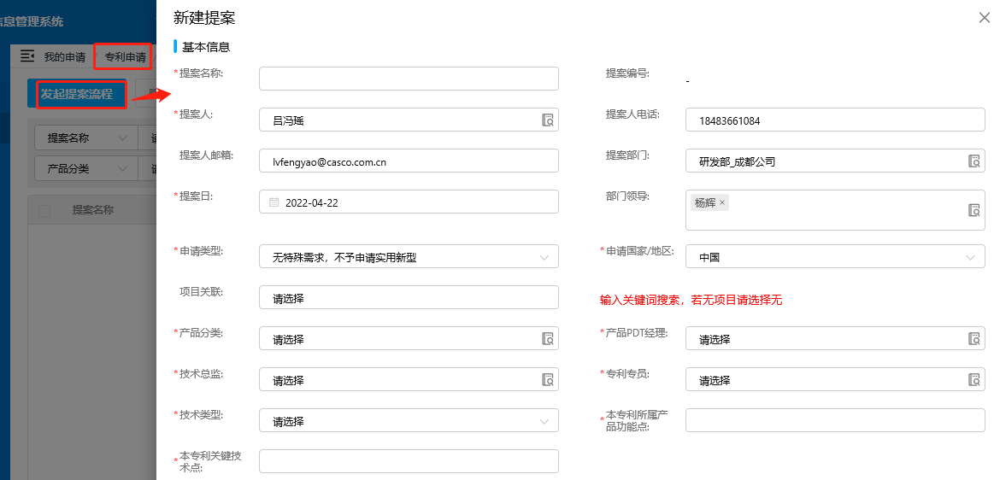 信息管理系统
我的申请 专利申请 /
发起提案流程
提案名称
产品分类
提案名称
新建提案
基本信息
*提案名称:
提案编号:
-
*提案人:
吕冯瑶
提案人电话:
18483661084
提案人邮箱:
lvfengyao@casco.com.cn
提案部门:
研发部_成都公司
*提案日:
2022-04-22
部门领导:
杨辉 ×
*申请类型:
无特殊需求，不予申请实用新型
*申请国家/地区:
中国
项目关联:
请选择
输入关键词搜索，若无项目请选择无
*产品分类:
请选择
*产品PDT经理:
请选择
*技术总监:
请选择
*专利专员:
请选择
*技术类型:
请选择
*本专利所属产
品功能点:
*本专利关键技
术点: